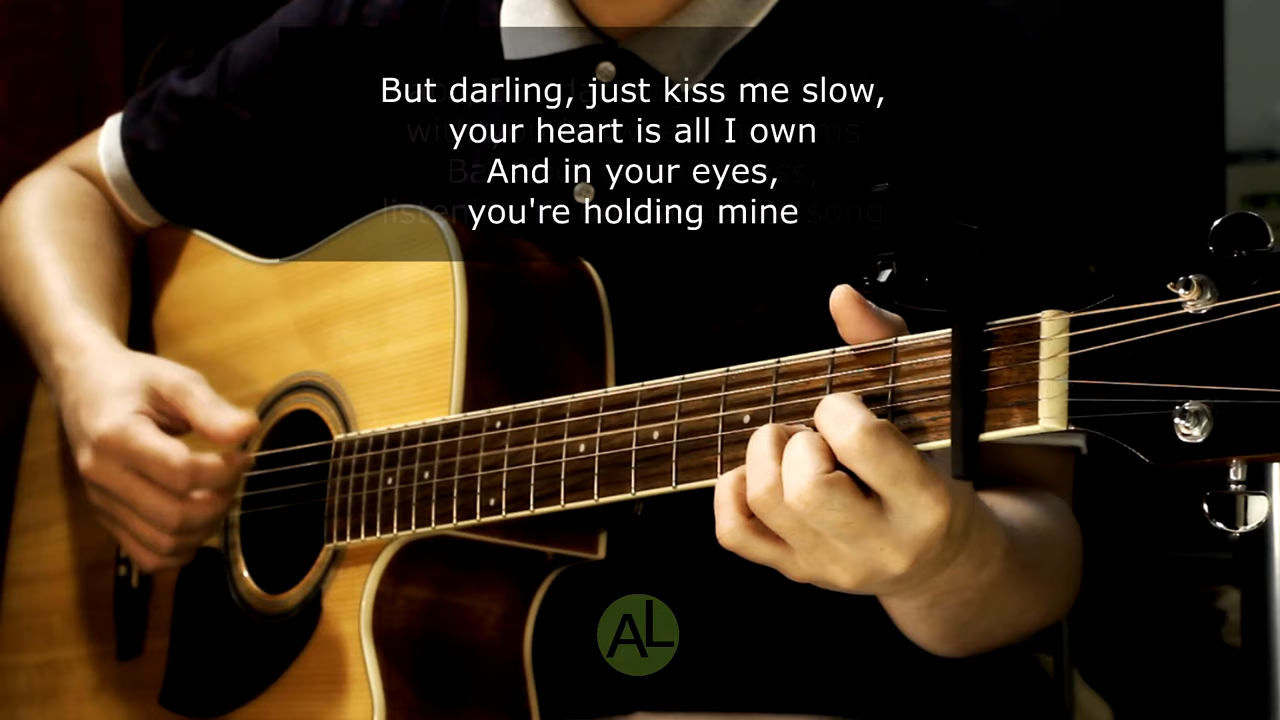 But darling, just kiss me slow,
your heart is all I own
And in your eyes,
you're holding mine
AL